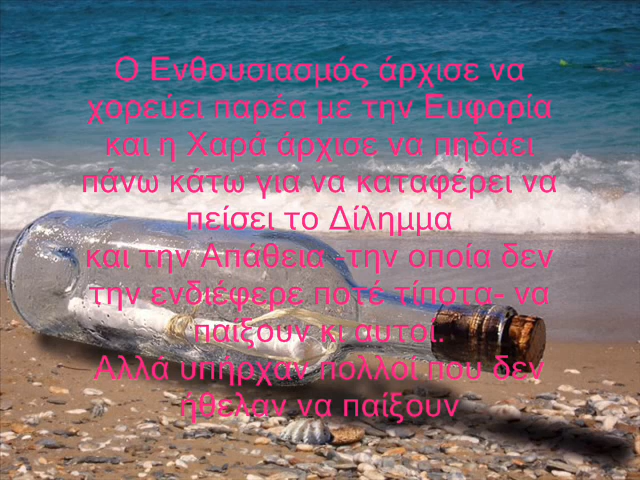 Ο Ενθουσιασμός άρχισε να
χορεύει παρέα με την Ευφορία
και η Χαρά άρχισε να πηδάει
πάνω κάτω για να καταφέρει να
πείσει το Δίλημμα
και την Απάθεια -την οποία δεν
την ενδιέφερε ποτέ τίποτα- να
παίξουν κι αυτοί.
Αλλά υπήρχαν πολλοί που δεν
ήθελαν να παίξουν